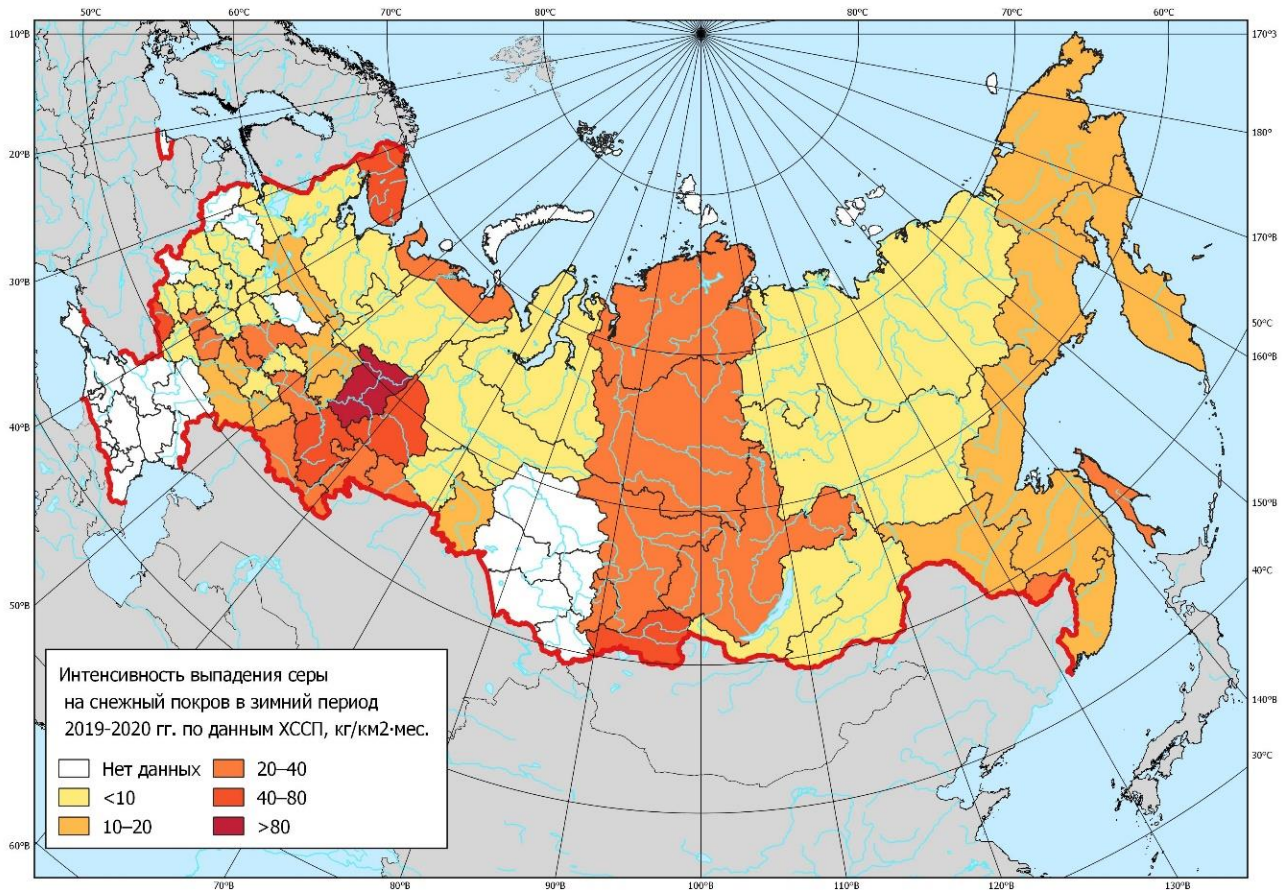 50°С 60°С 70°С 80°С 80°С 70°С 60°С
10°В 170°З
20°В 180°
30°В 170°В
50°С
160°В
40°В
150°В
40°С
50°В
140°В
30°С
60°В
70°В 80°В 90°В 100°В 110°В 120°В 130°В
Интенсивность выпадения серы
на снежный покров в зимний период
2019-2020 гг. по данным ХССП, кг/км2·мес.
Нет данных 20–40
<10 40–80
10–20 >80